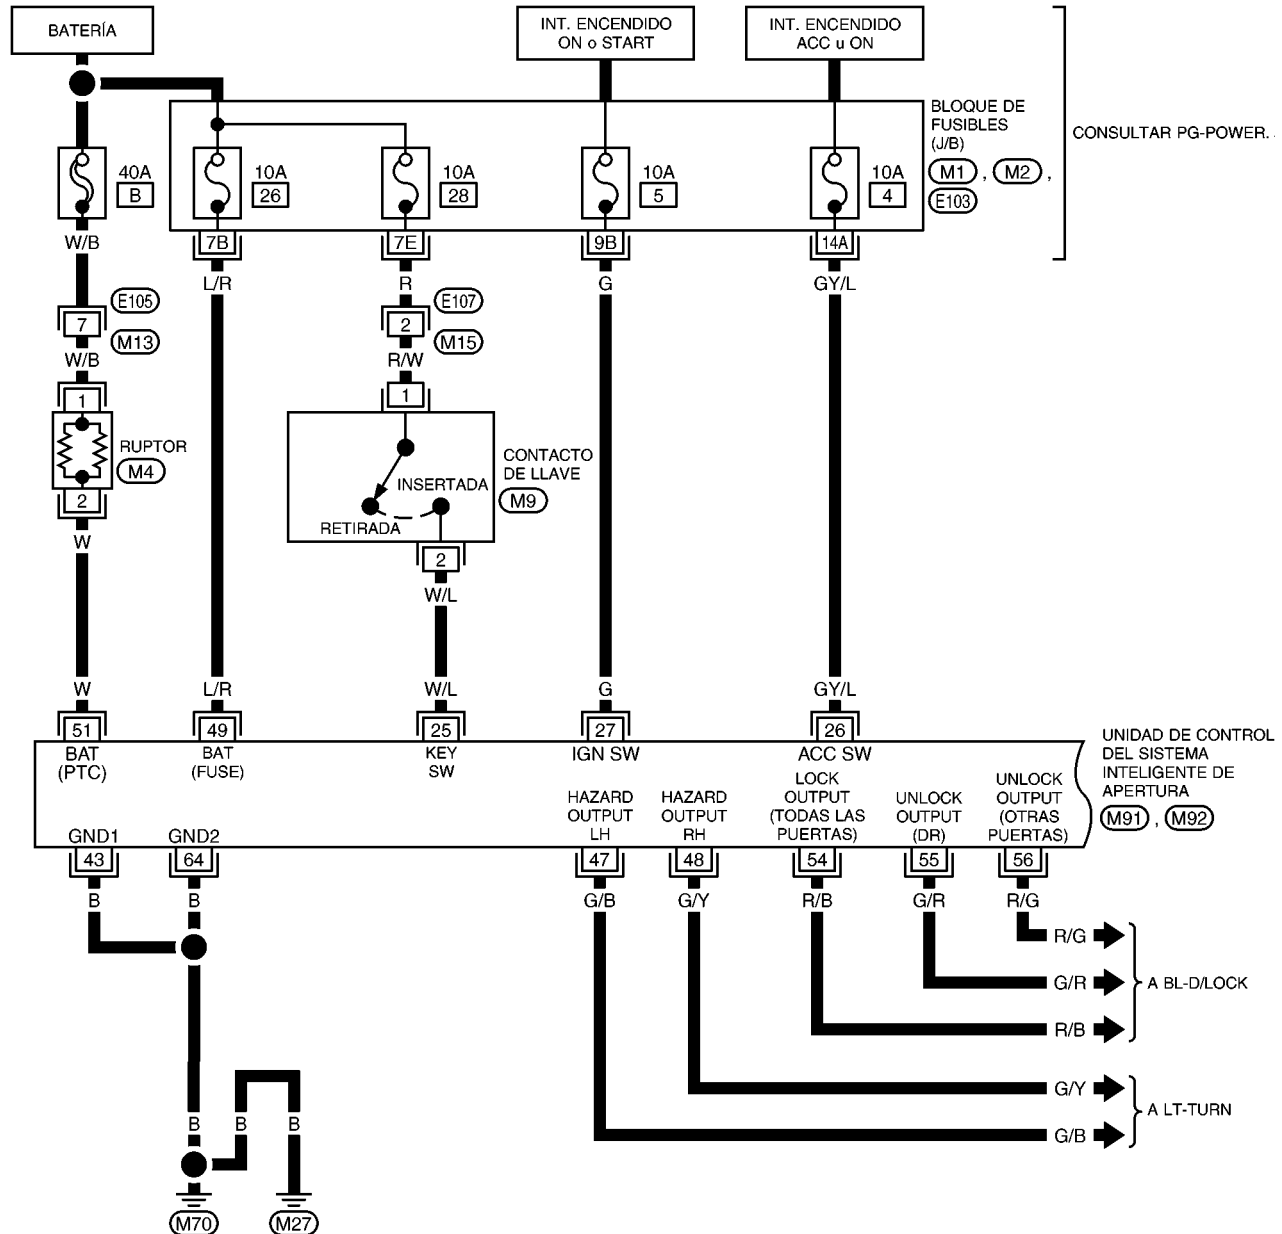 BATERÍA
INT. ENCENDIDO
ON o START
INT. ENCENDIDO
ACC u ON
BLOQUE DE
FUSIBLES
(J/B)
M1 , M2 ,
E103
CONSULTAR PG-POWER.
40A
B
10A
26
10A
28
10A
5
10A
4
W/B
7B
7E
9B
14A
L/R
R
G
GY/L
E105
7
M13
E107
2
M15
W/B
R/W
1
1
RUPTOR
M4
2
CONTACTO
DE LLAVE
M9
INSERTADA
RETIRADA
2
W
W/L
W
L/R
W/L
G
GY/L
51
49
25
27
26
BAT
(PTC)
BAT
(FUSE)
KEY
SW
IGN SW
ACC SW
UNIDAD DE CONTROL
DEL SISTEMA
INTELIGENTE DE
APERTURA
M91 , M92
GND1
GND2
HAZARD
OUTPUT
LH
HAZARD
OUTPUT
RH
LOCK
OUTPUT
(TODAS LAS
PUERTAS)
UNLOCK
OUTPUT
(DR)
UNLOCK
OUTPUT
(OTRAS
PUERTAS)
43
64
47
48
54
55
56
B
B
G/B
G/Y
R/B
G/R
R/G
R/G
G/R
R/B
A BL-D/LOCK
G/Y
G/B
A LT-TURN
B
B
B
M70
M27